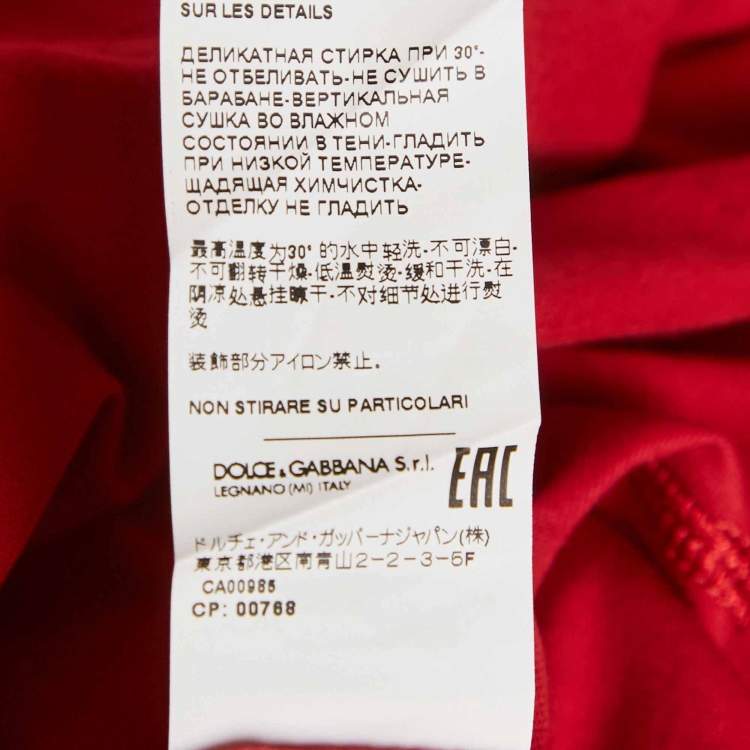 SUR LES DETAILS
ДЕЛИКАТНАЯ СТИРКА ПРИ 30°-
НЕ ОТБЕЛИВАТЬ-НЕ СУШИТЬ В
БАРАБАНЕ-ВЕРТИКАЛЬНАЯ
СУШКА ВО ВЛАЖНОМ
СОСТОЯНИИ В ТЕНИ-ГЛАДИТЬ
ПРИ НИЗКОЙ ТЕМПЕРАТУРЕ-
ЩАДЯЩАЯ ХИМЧИСТКА-
ОТДЕЛКУ НЕ ГЛАДИТЬ
最高温度为30° 的水中轻洗-不可漂白-
不可翻转干燥-低温熨烫-缓和干洗-在
阴凉处悬挂晾干-不对细节处进行熨
烫
装飾部分アイロン禁止。
NON STIRARE SU PARTICOLARI
DOLCE & GABBANA S.r.l.
LEGNANO (MI) ITALY
EAC
ドルチェ・アンド・ガッバーナジャパン(株)
東京都港区南青山2-2-3-5F
CA00985
CP: 00768